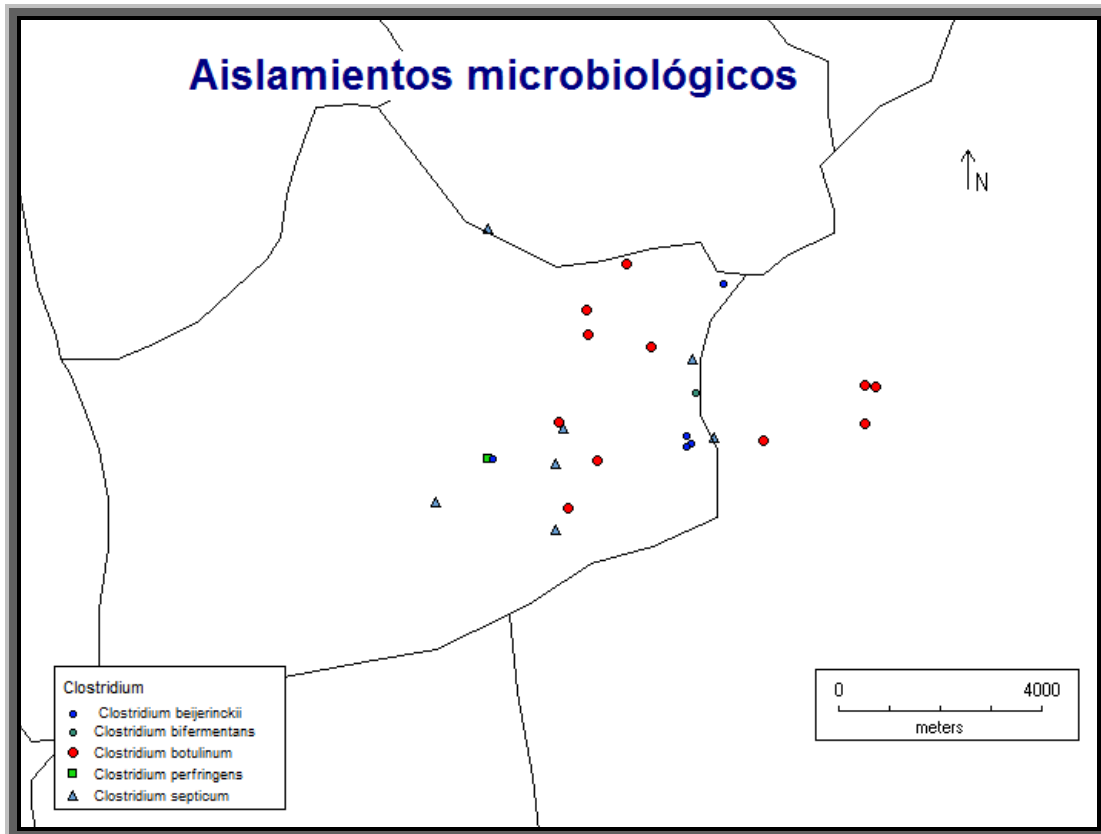 Aislamientos microbiológicos
N
Clostridium
Clostridium beijerinckii
Clostridium bifermentans
Clostridium botulinum
Clostridium perfringens
Clostridium septicum
0 4000
meters